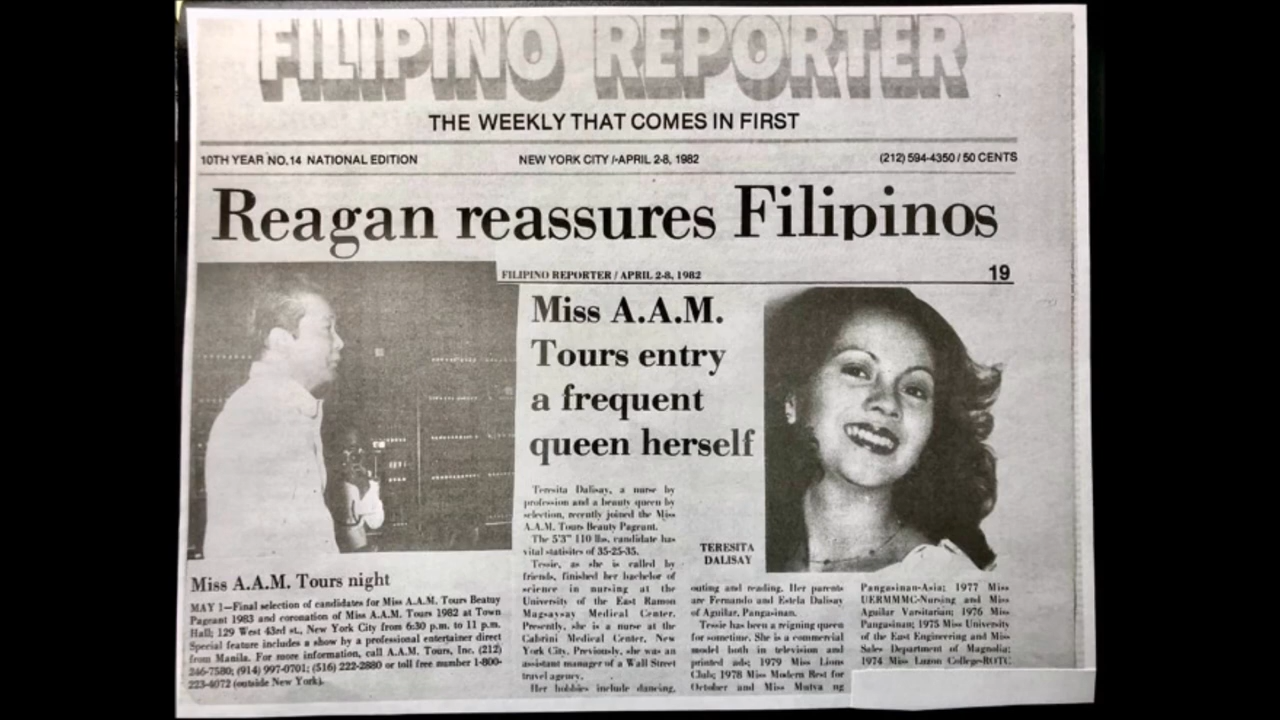 FILIPINO REPORTER
THE WEEKLY THAT COMES IN FIRST
10TH YEAR NO. 14 NATIONAL EDITION
NEW YORK CITY /-APRIL 2-8, 1982
(212) 594-4350 / 50 CENTS
Reagan reassures Filipinos
FILIPINO REPORTER / APRIL 2-8, 1982
19
Miss A.A.M.
Tours entry
a frequent
queen herself
Miss A.A.M. Tours night
MAY 1—Final selection of candidates for Miss A.A.M. Tours Beatuy
Pageant 1983 and coronation of Miss A.A.M. Tours 1982 at Town
Hall; 129 West 43rd st., New York City from 6:30 p.m. to 11 p.m.
Special feature includes a show by a professional entertainer direct
from Manila. For more information, call A.A.M. Tours, Inc. (212)
246-7580; (914) 997-0701; (516) 222-2880 or toll free number 1-800-
223-4072 (outside New York).
Teresita Dalisay, a nurse by
profession and a beauty queen by
selection, recently joined the Miss
A.A.M. Tours Beauty Pageant.
The 5'3" 110 lbs. candidate has
vital statisites of 35-25-35.
Tessie, as she is called by
friends, finished her bachelor of
science in nursing at the
University of the East Ramon
Magsaysay Medical Center.
Presently, she is a nurse at the
Cabrini Medical Center, New
York City. Previously, she was an
assistant manager of a Wall Street
travel agency.
Her hobbies include dancing,
TERESITA
DALISAY
outing and reading. Her parents
are Fernando and Estela Dalisay
of Aguilar, Pangasinan.
Tessie has been a reigning queen
for sometime. She is a commercial
model both in television and
printed ads; 1979 Miss Lions
Club; 1978 Miss Modern Rest for
October and Miss Mutya ng
Pangasinan-Asia; 1977 Miss
UERMMMC-Nursing and Miss
Aguilar Varsitarian; 1976 Miss
Pangasinan; 1975 Miss University
of the East Engineering and Miss
Sales Department of Magnolia;
1974 Miss Luzon College-ROTC